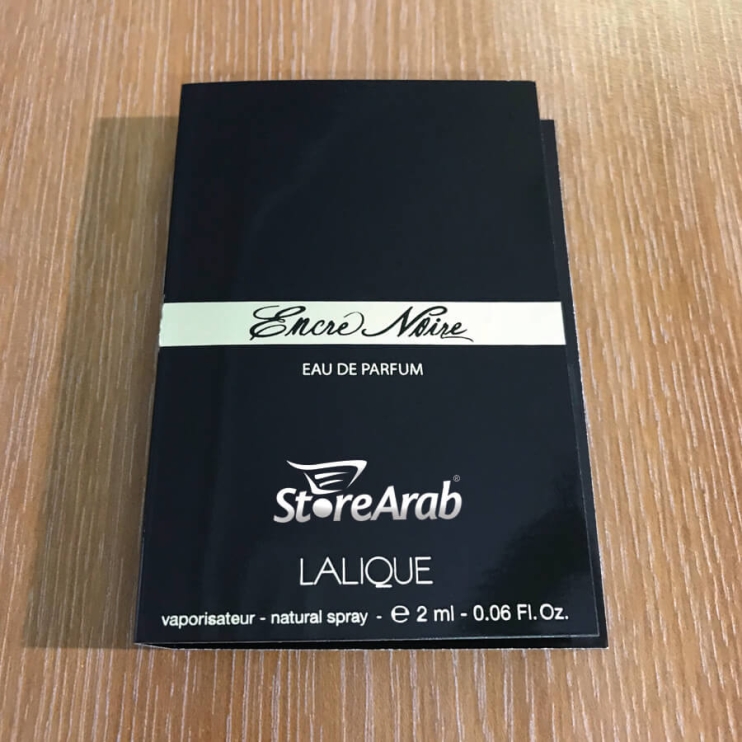 Encre Noire
EAU DE PARFUM
StoreArab®
LALIQUE
vaporisateur - natural spray - ℮ 2 ml - 0.06 Fl. Oz.